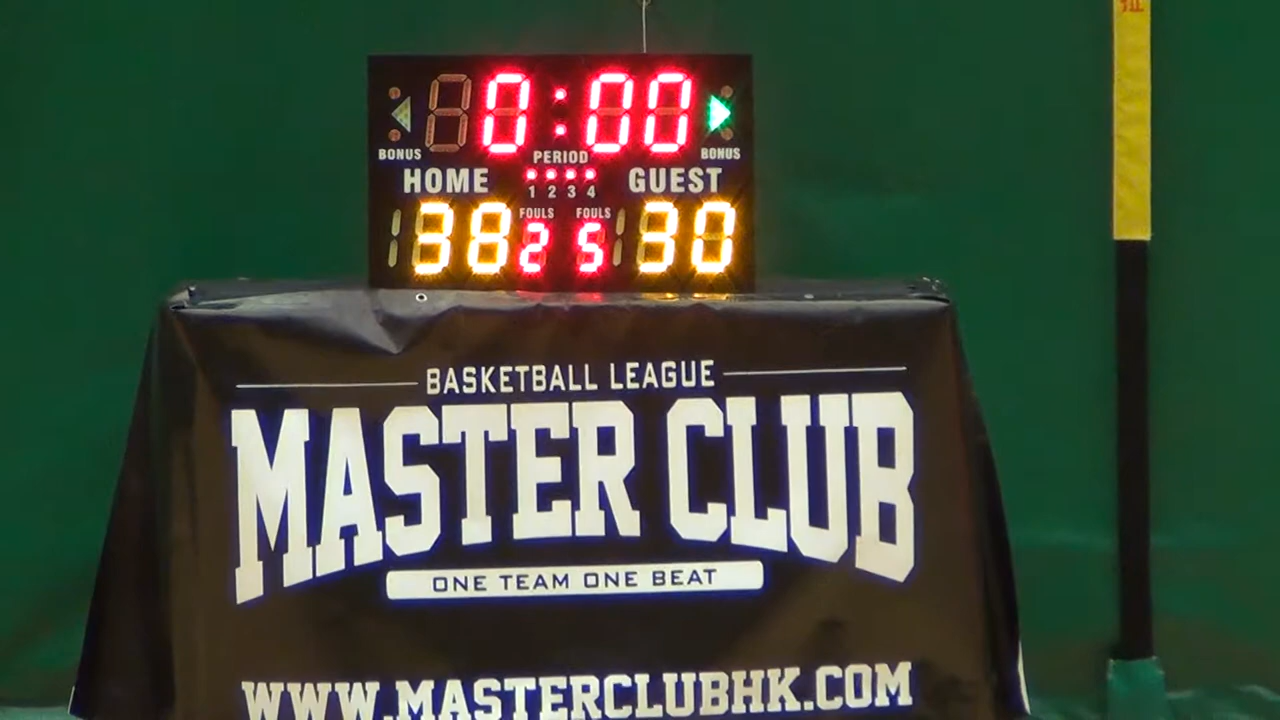 0:00
BONUS PERIOD BONUS
HOME 1 2 3 4 GUEST
FOULS FOULS
38 2 5 30
BASKETBALL LEAGUE
MASTER CLUB
ONE TEAM ONE BEAT
WWW.MASTERCLUBHK.COM